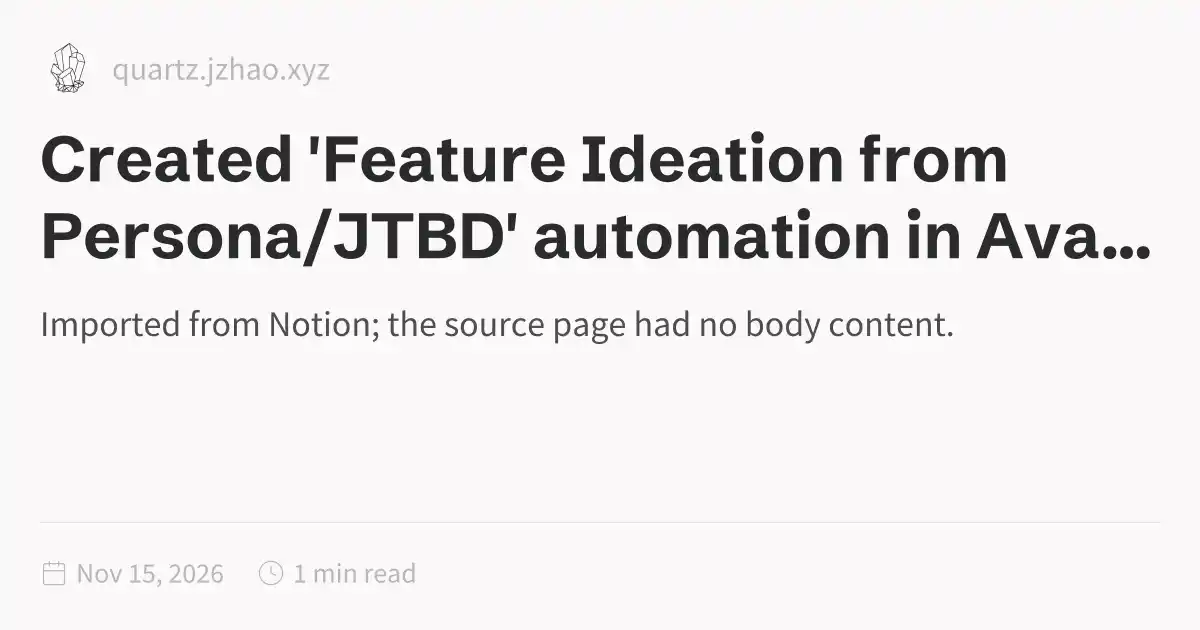 quartz.jzhao.xyz
Created 'Feature Ideation from
Persona/JTBD' automation in Ava...
Imported from Notion; the source page had no body content.
Nov 15, 2026 1 min read